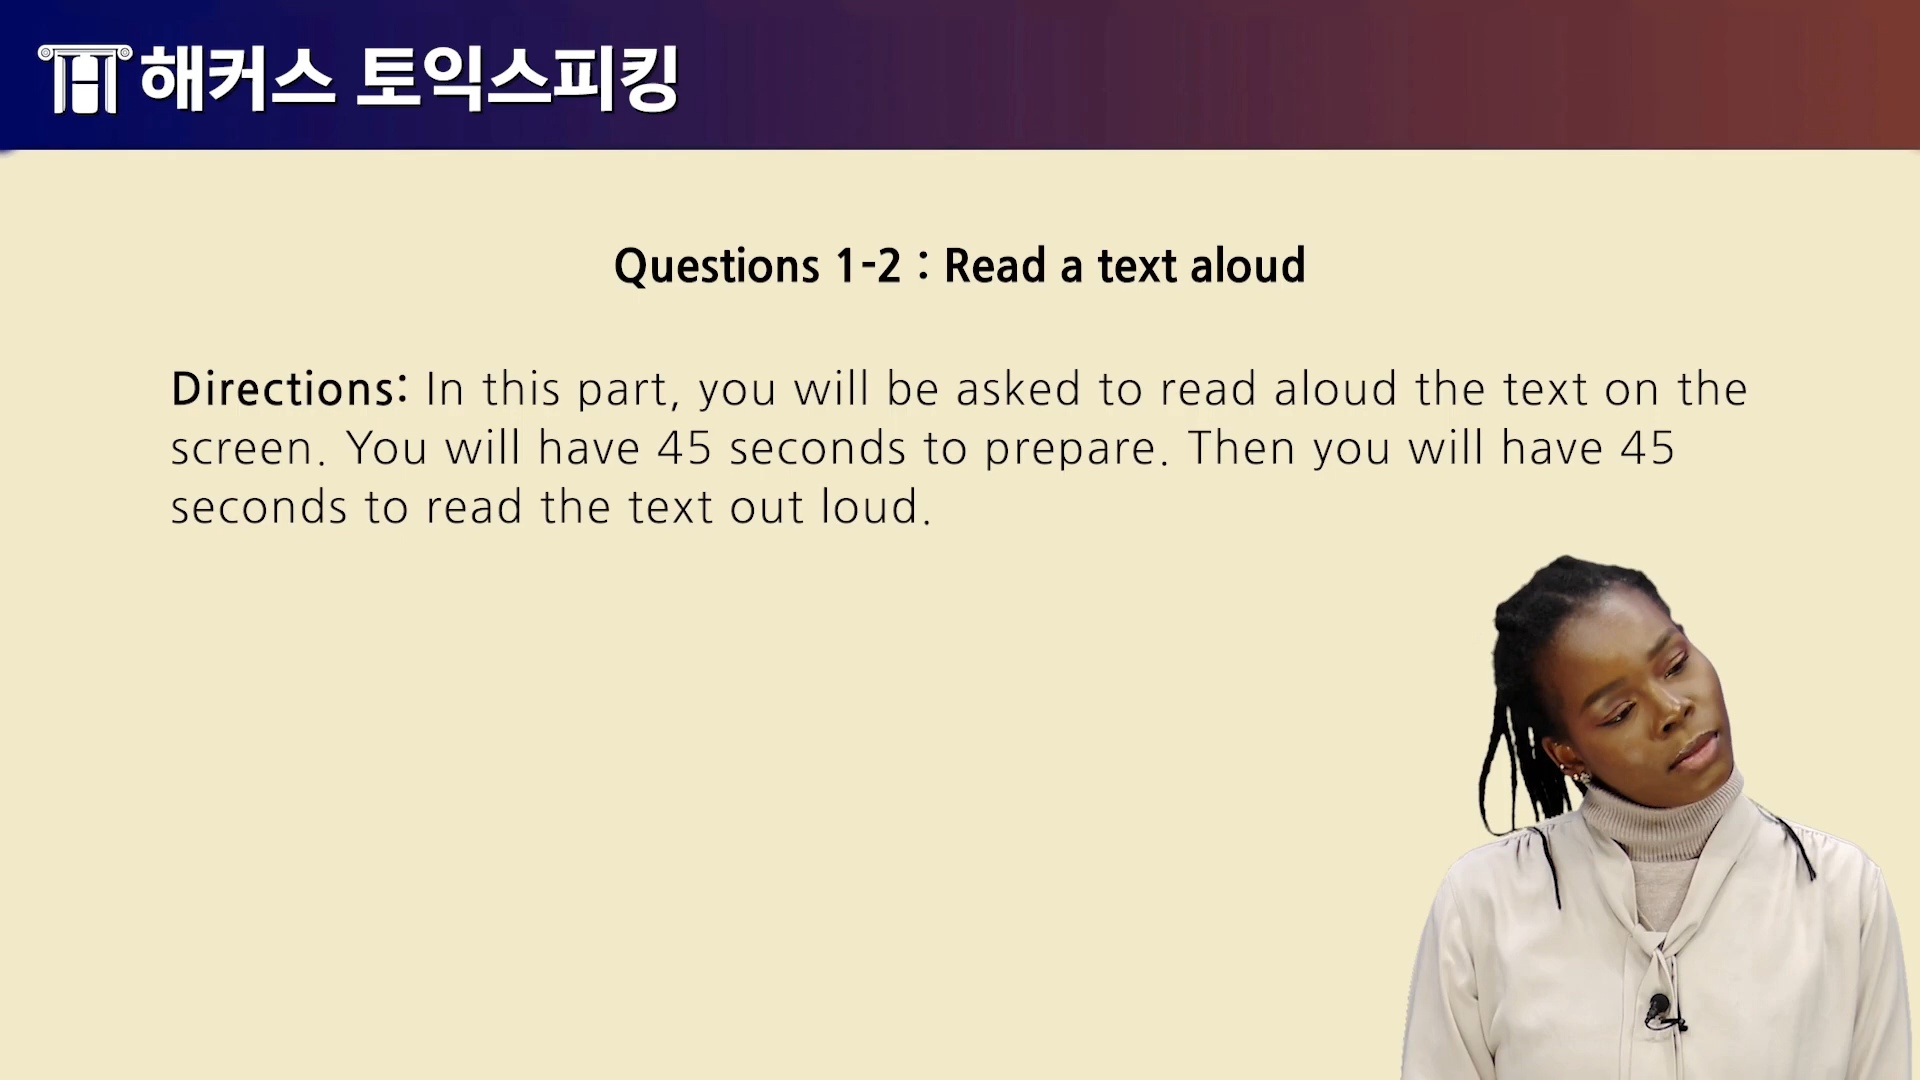 해커스 토익스피킹
Questions 1-2 : Read a text aloud
Directions: In this part, you will be asked to read aloud the text on the
screen. You will have 45 seconds to prepare. Then you will have 45
seconds to read the text out loud.